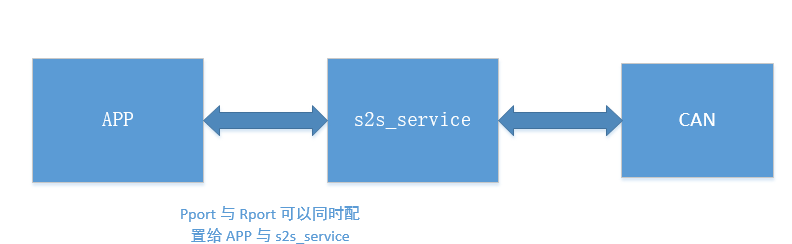 APP
s2s_service
CAN
Pport 与 Rport 可以同时配
置给 APP 与 s2s_service